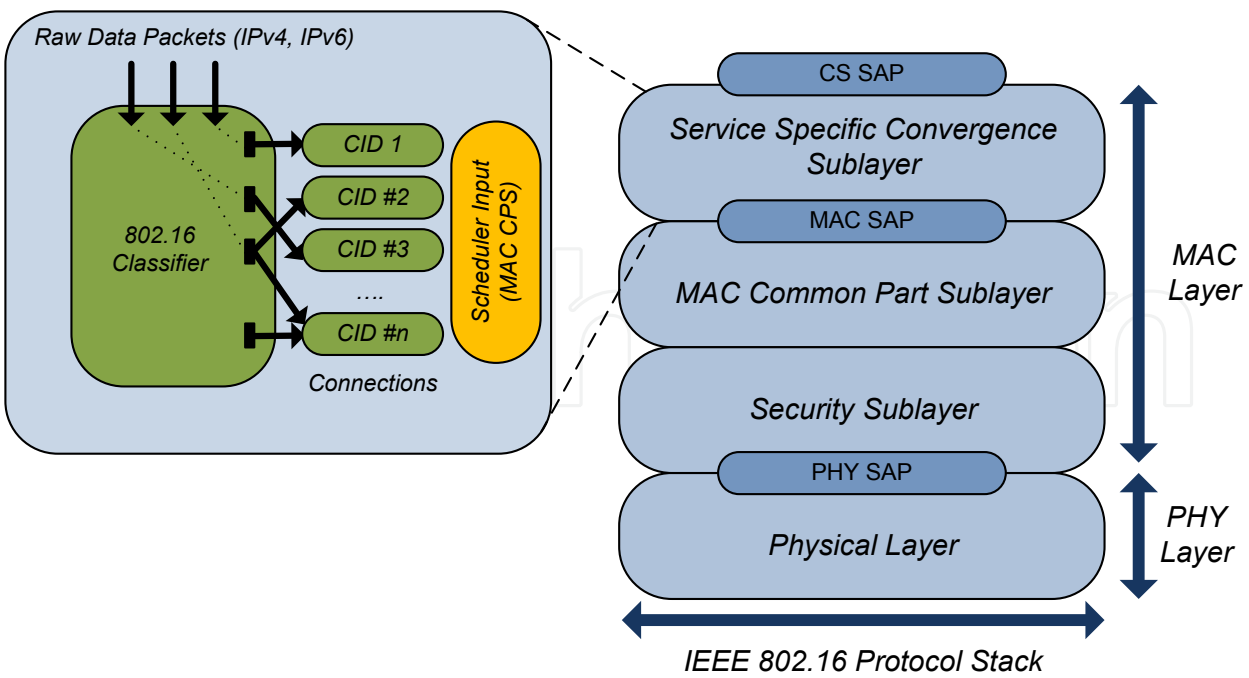 Raw Data Packets (IPv4, IPv6)
802.16
Classifier
CID 1
CID #2
CID #3
....
CID #n
Connections
Scheduler Input
(MAC CPS)
CS SAP
Service Specific Convergence
Sublayer
MAC SAP
MAC Common Part Sublayer
Security Sublayer
PHY SAP
Physical Layer
MAC
Layer
PHY
Layer
IEEE 802.16 Protocol Stack